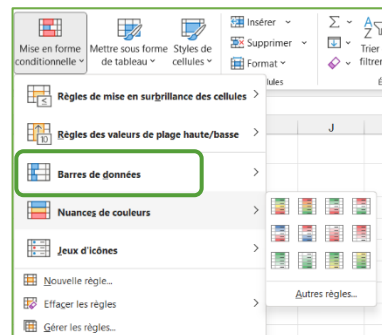 Insérer
Supprimer
Format
Mise en forme conditionnelle
Mettre sous forme de tableau
Styles de cellules
Trier
filtrer
ules
É
Règles de mise en surbrillance des cellules
Règles des valeurs de plage haute/basse
J
Barres de données
Nuances de couleurs
Jeux d'icônes
Autres règles...
Nouvelle règle...
Effacer les règles
Gérer les règles...